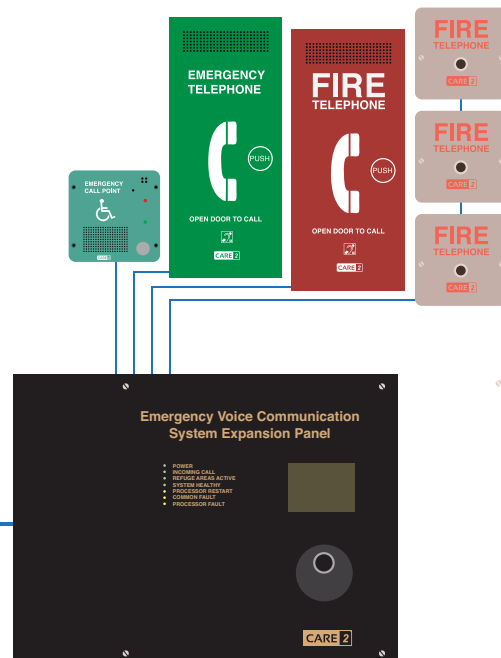 FIRE
TELEPHONE
CARE 2
EMERGENCY
TELEPHONE
PUSH
OPEN DOOR TO CALL
CARE 2
FIRE
TELEPHONE
PUSH
OPEN DOOR TO CALL
CARE 2
FIRE
TELEPHONE
CARE 2
EMERGENCY
CALL POINT
CARE 2
FIRE
TELEPHONE
CARE 2
Emergency Voice Communication
System Expansion Panel
POWER
INCOMING CALL
REFUGE AREAS ACTIVE
SYSTEM HEALTHY
PROCESSOR RESTART
COMMON FAULT
PROCESSOR FAULT
CARE 2